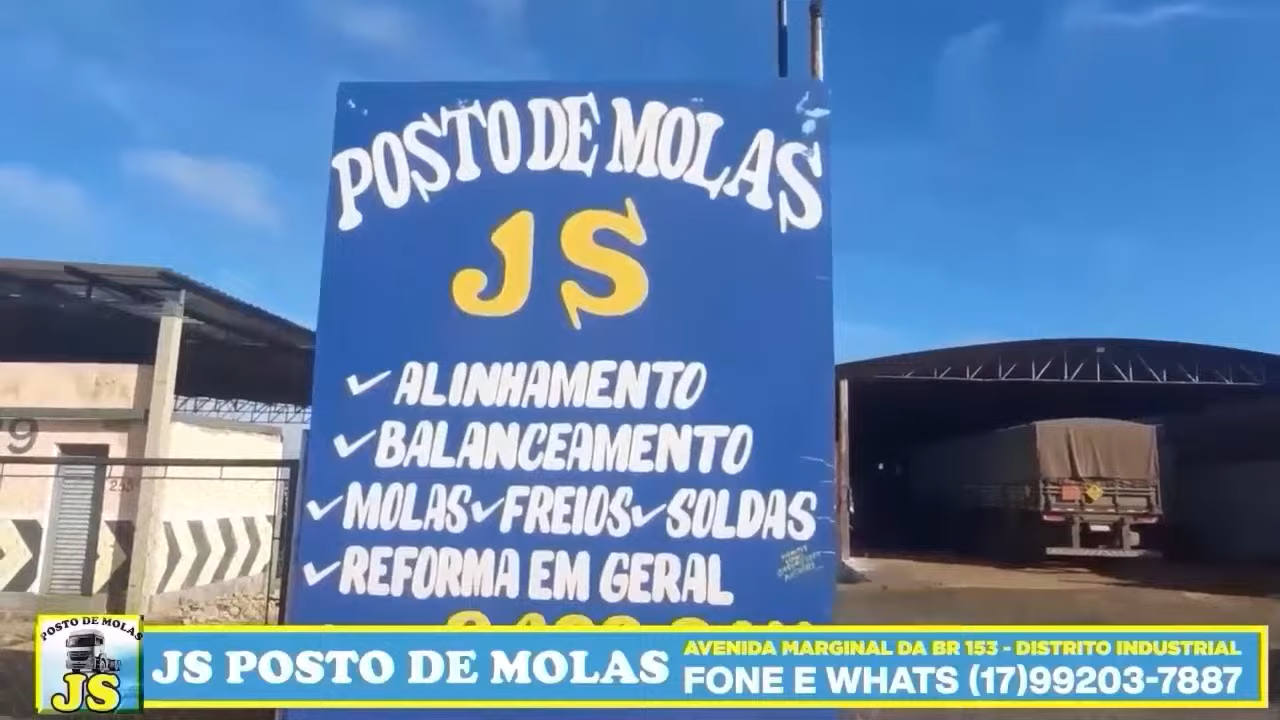 POSTO DE MOLAS
JS
ALINHAMENTO
BALANCEAMENTO
MOLAS FREIOS SOLDAS
REFORMA EM GERAL
POSTO DE MOLAS
JS
JS POSTO DE MOLAS
AVENIDA MARGINAL DA BR 153 - DISTRITO INDUSTRIAL
FONE E WHATS (17)99203-7887